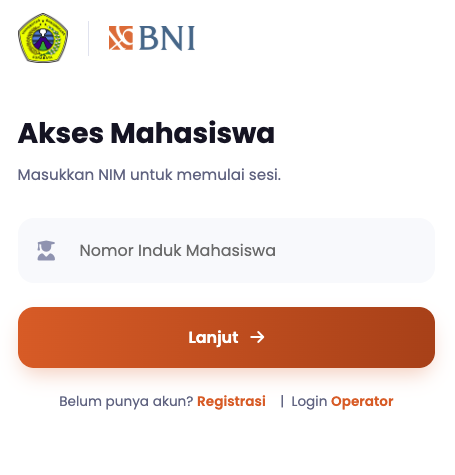 BNI
Akses Mahasiswa
Masukkan NIM untuk memulai sesi.
Nomor Induk Mahasiswa
Lanjut →
Belum punya akun? Registrasi | Login Operator